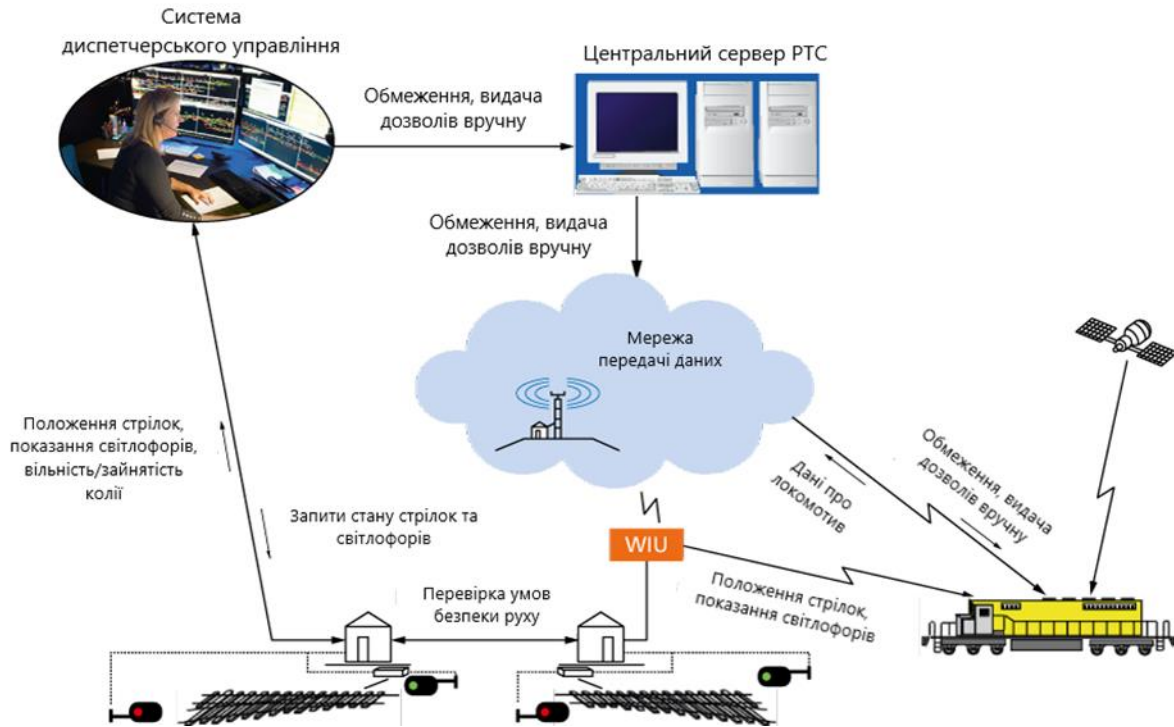 Система
диспетчерського управління
Центральний сервер PTC
Обмеження, видача
дозволів вручну
Обмеження, видача
дозволів вручну
Мережа
передачі даних
Положення стрілок,
показання світлофорів,
вільність/зайнятість
колії
Обмеження, видача
дозволів вручну
Дані про
локомотив
Запити стану стрілок та
світлофорів
WIU
Перевірка умов
безпеки руху
Положення стрілок,
показання світлофорів